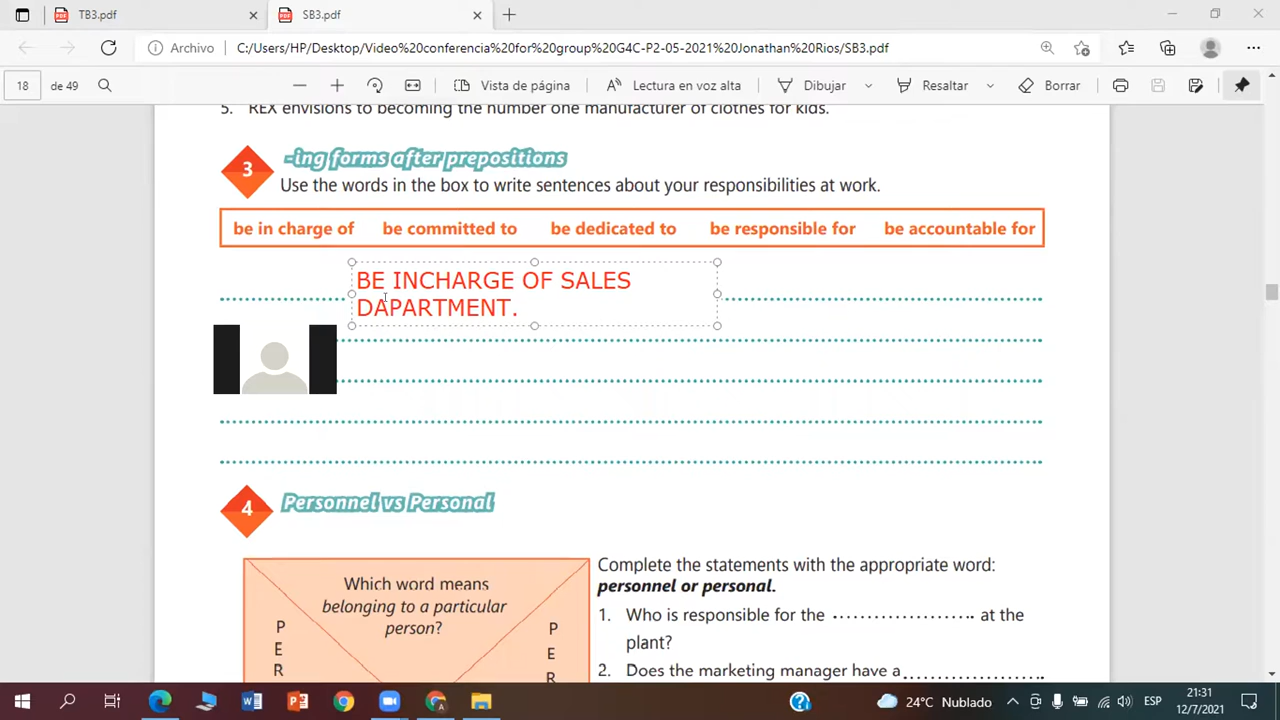 TB3.pdf
SB3.pdf
Archivo
C:/Users/HP/Desktop/Video%20conferencia%20for%20group%20G4C-P2-05-2021%20Jonathan%20Rios/SB3.pdf
18 de 49
Vista de página
Lectura en voz alta
Dibujar
Resaltar
Borrar
5. REX envisions to becoming the number one manufacturer of clothes for kids.
3 -ing forms after prepositions
Use the words in the box to write sentences about your responsibilities at work.
be in charge of be committed to be dedicated to be responsible for be accountable for
BE INCHARGE OF SALES
DAPARTMENT.
4 Personnel vs Personal
Which word means
belonging to a particular
person?
P
E
R
P
E
R
Complete the statements with the appropriate word:
personnel or personal.
1. Who is responsible for the .................... at the
plant?
2. Does the marketing manager have a....................
24°C Nublado
ESP
21:31
12/7/2021